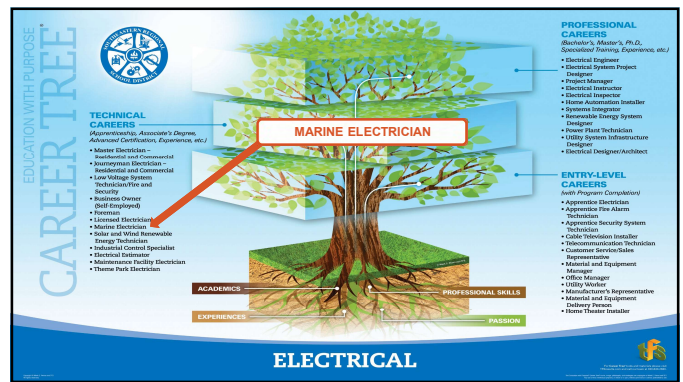 EDUCATION WITH PURPOSE
CAREER TREE
SOUTHEASTERN REGIONAL
SCHOOL DISTRICT
TECHNICAL
CAREERS
(Apprenticeship, Associate's Degree,
Advanced Certification, Experience, etc.)
• Master Electrician –
Residential and Commercial
• Journeyman Electrician –
Residential and Commercial
• Low Voltage System
Technician/Fire and
Security
• Business Owner
(Self-Employed)
• Foreman
• Licensed Electrician
• Marine Electrician
• Solar and Wind Renewable
Energy Technician
• Industrial Control Specialist
• Electrical Estimator
• Maintenance Facility Electrician
• Theme Park Electrician
MARINE ELECTRICIAN
PROFESSIONAL
CAREERS
(Bachelor's, Master's, Ph.D.,
Specialized Training, Experience, etc.)
• Electrical Engineer
• Electrical System Project
Designer
• Project Manager
• Electrical Instructor
• Electrical Inspector
• Home Automation Installer
• Systems Integrator
• Renewable Energy System
Designer
• Power Plant Technician
• Utility System Infrastructure
Designer
• Electrical Designer/Architect
ENTRY-LEVEL
CAREERS
(with Program Completion)
• Apprentice Electrician
• Apprentice Fire Alarm
Technician
• Apprentice Security System
Technician
• Cable Television Installer
• Telecommunication Technician
• Customer Service/Sales
Representative
• Material and Equipment
Manager
• Office Manager
• Utility Worker
• Manufacturer's Representative
• Material and Equipment
Delivery Person
• Home Theater Installer
ACADEMICS
PROFESSIONAL SKILLS
EXPERIENCES
PASSION
ELECTRICAL